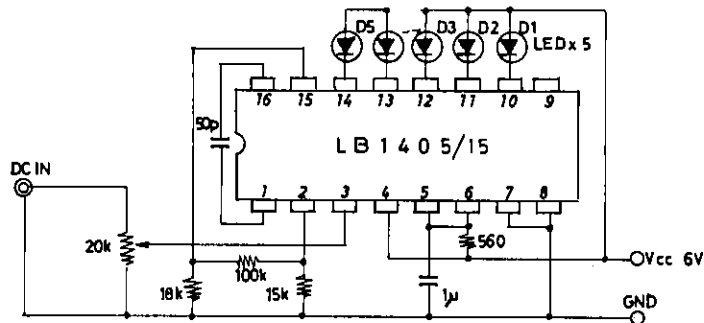 D5 D3 D2 D1
LED x 5
16 15 14 13 12 11 10 9
50p
LB1405/15
DC IN
1 2 3 4 5 6 7 8
20k
560
100k
Vcc 6V
18k 15k 1μ
GND